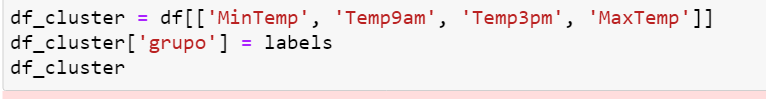 df_cluster = df[['MinTemp', 'Temp9am', 'Temp3pm', 'MaxTemp']]
df_cluster['grupo'] = labels
df_cluster